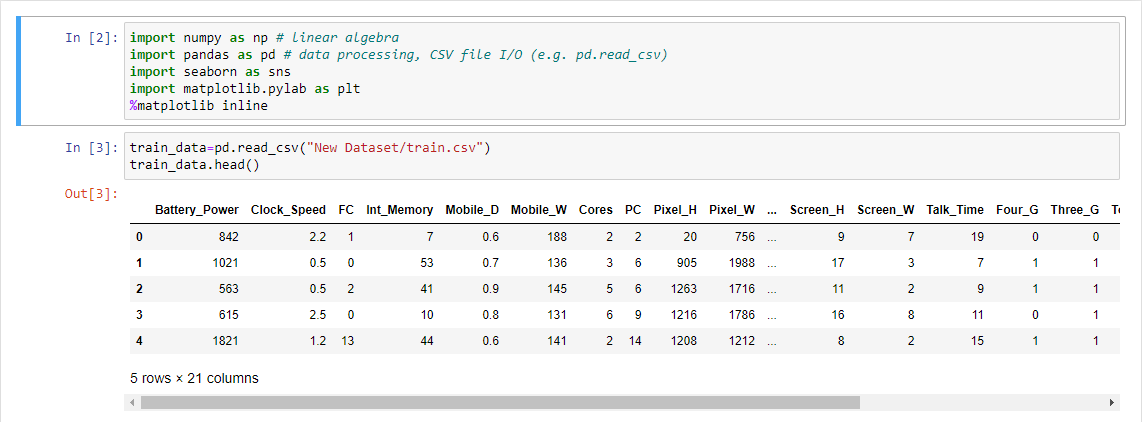 In [2]: import numpy as np # linear algebra
import pandas as pd # data processing, CSV file I/O (e.g. pd.read_csv)
import seaborn as sns
import matplotlib.pylab as plt
%matplotlib inline
In [3]: train_data=pd.read_csv("New Dataset/train.csv")
train_data.head()
Out[3]:
Battery_Power Clock_Speed FC Int_Memory Mobile_D Mobile_W Cores PC Pixel_H Pixel_W ... Screen_H Screen_W Talk_Time Four_G Three_G
0 842 2.2 1 7 0.6 188 2 2 20 756 ... 9 7 19 0 0
1 1021 0.5 0 53 0.7 136 3 6 905 1988 ... 17 3 7 1 1
2 563 0.5 2 41 0.9 145 5 6 1263 1716 ... 11 2 9 1 1
3 615 2.5 0 10 0.8 131 6 9 1216 1786 ... 16 8 11 0 1
4 1821 1.2 13 44 0.6 141 2 14 1208 1212 ... 8 2 15 1 1
5 rows × 21 columns